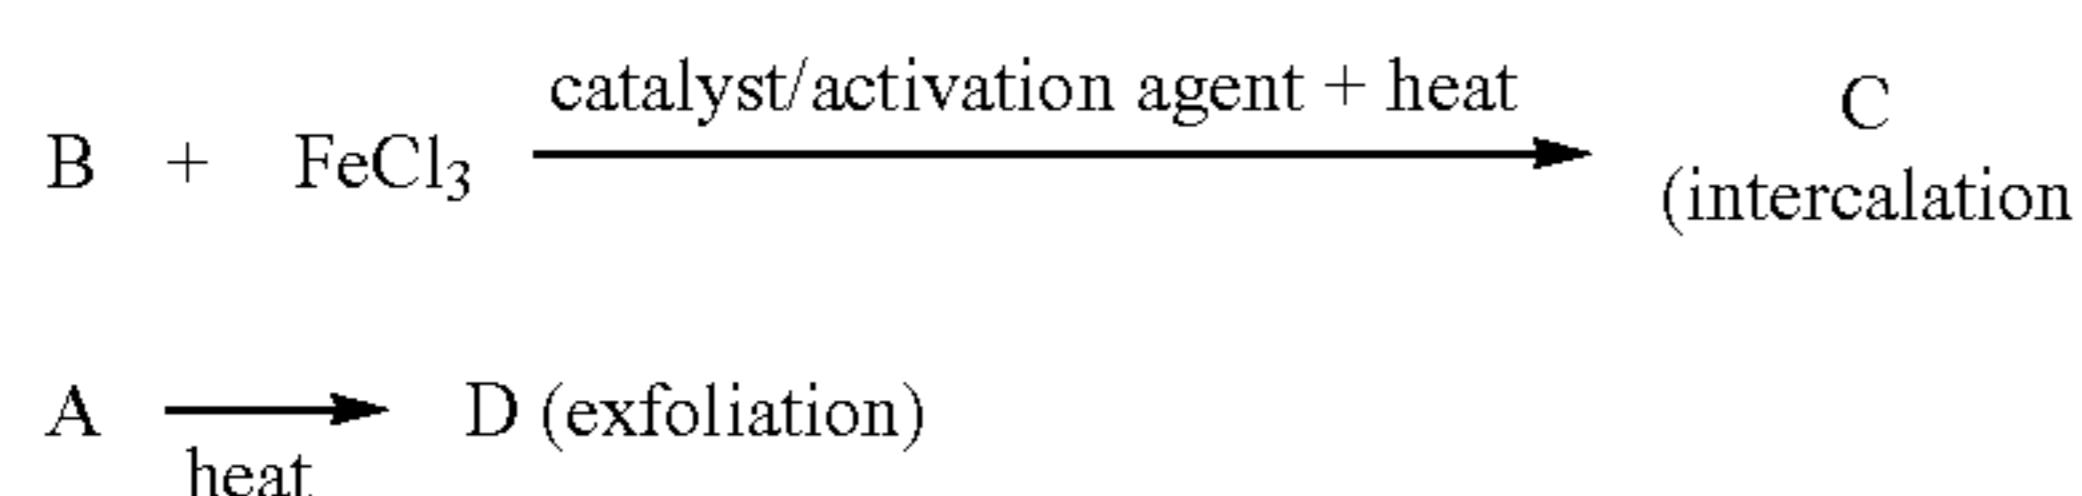 catalyst/activation agent + heat
B + FeCl₃ C
(intercalation
A D (exfoliation)
heat